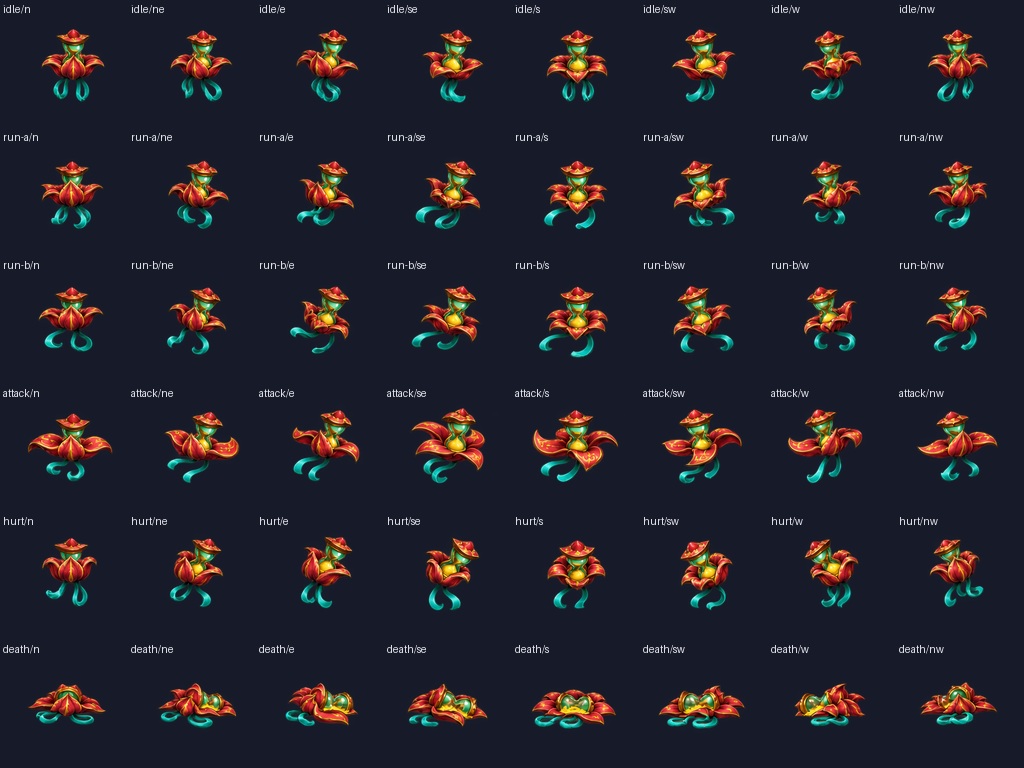 idle/n idle/ne idle/e idle/se idle/s idle/sw idle/w idle/nw
run-a/n run-a/ne run-a/e run-a/se run-a/s run-a/sw run-a/w run-a/nw
run-b/n run-b/ne run-b/e run-b/se run-b/s run-b/sw run-b/w run-b/nw
attack/n attack/ne attack/e attack/se attack/s attack/sw attack/w attack/nw
hurt/n hurt/ne hurt/e hurt/se hurt/s hurt/sw hurt/w hurt/nw
death/n death/ne death/e death/se death/s death/sw death/w death/nw